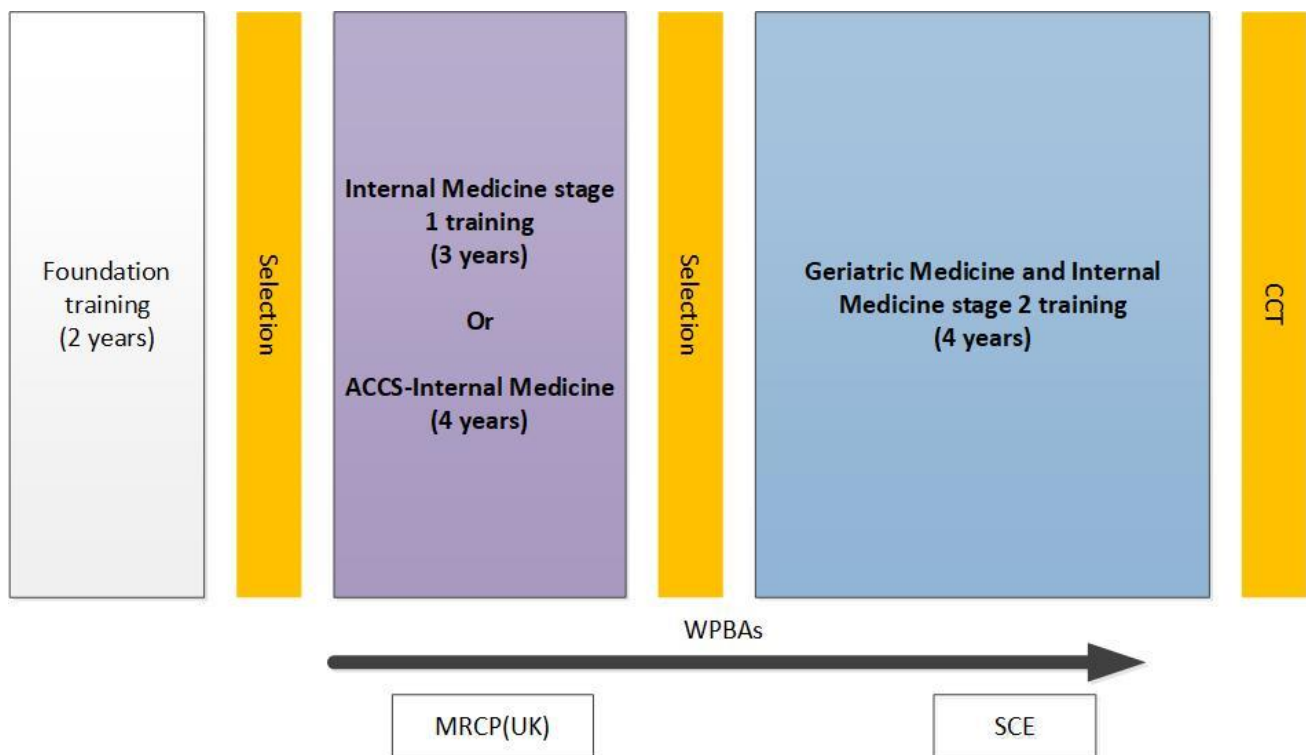 Foundation
training
(2 years)
Selection
Internal Medicine stage
1 training
(3 years)
Or
ACCS-Internal Medicine
(4 years)
Selection
Geriatric Medicine and Internal
Medicine stage 2 training
(4 years)
CCT
WPBAs
MRCP(UK)
SCE